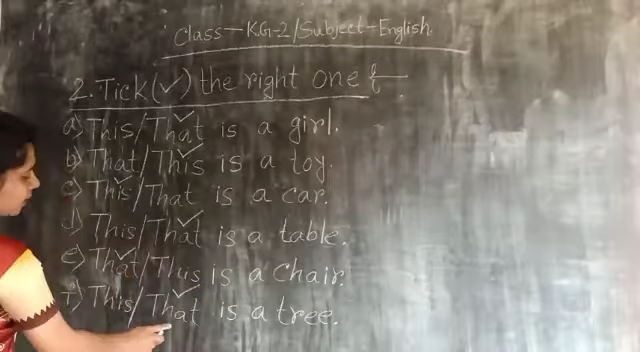 Class-KG-2/Subject-English.
2. Tick(✓) the right one :-
a) This/That✓ is a girl.
b) That/This✓ is a toy.
c) This✓/That is a car.
d) This/That✓ is a table.
e) That✓/This is a Chair.
f) This/That✓ is a tree.